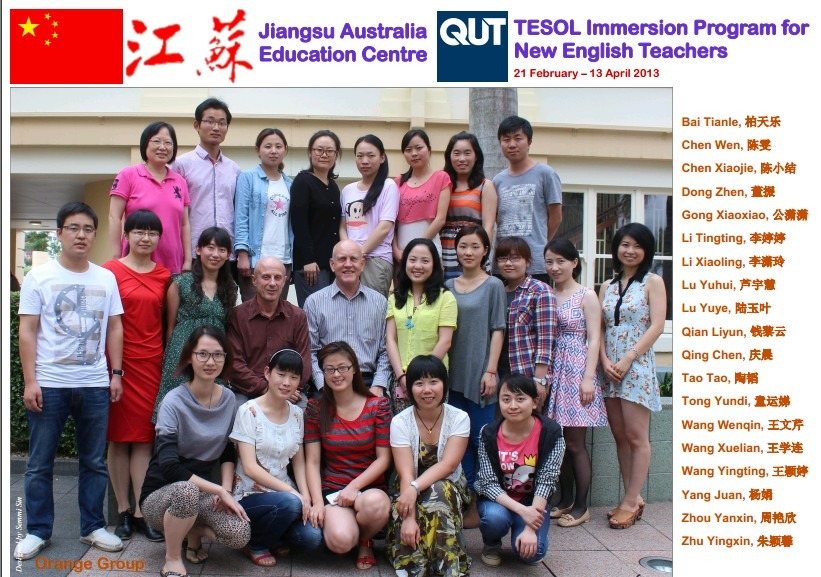 江苏
Jiangsu Australia
Education Centre
QUT
TESOL Immersion Program for
New English Teachers
21 February – 13 April 2013
Bai Tianle, 柏天乐
Chen Wen, 陈雯
Chen Xiaojie, 陈小结
Dong Zhen, 董振
Gong Xiaoxiao, 公潇潇
Li Tingting, 李婷婷
Li Xiaoling, 李潇玲
Lu Yuhui, 芦宇慧
Lu Yuye, 陆玉叶
Qian Liyun, 钱黎云
Qing Chen, 庆晨
Tao Tao, 陶韬
Tong Yundi, 童运娣
Wang Wenqin, 王文芹
Wang Xuelian, 王学连
Wang Yingting, 王颖婷
Yang Juan, 杨娟
Zhou Yanxin, 周艳欣
Zhu Yingxin, 朱颖馨
Designed by Sammi Sin
Orange Group